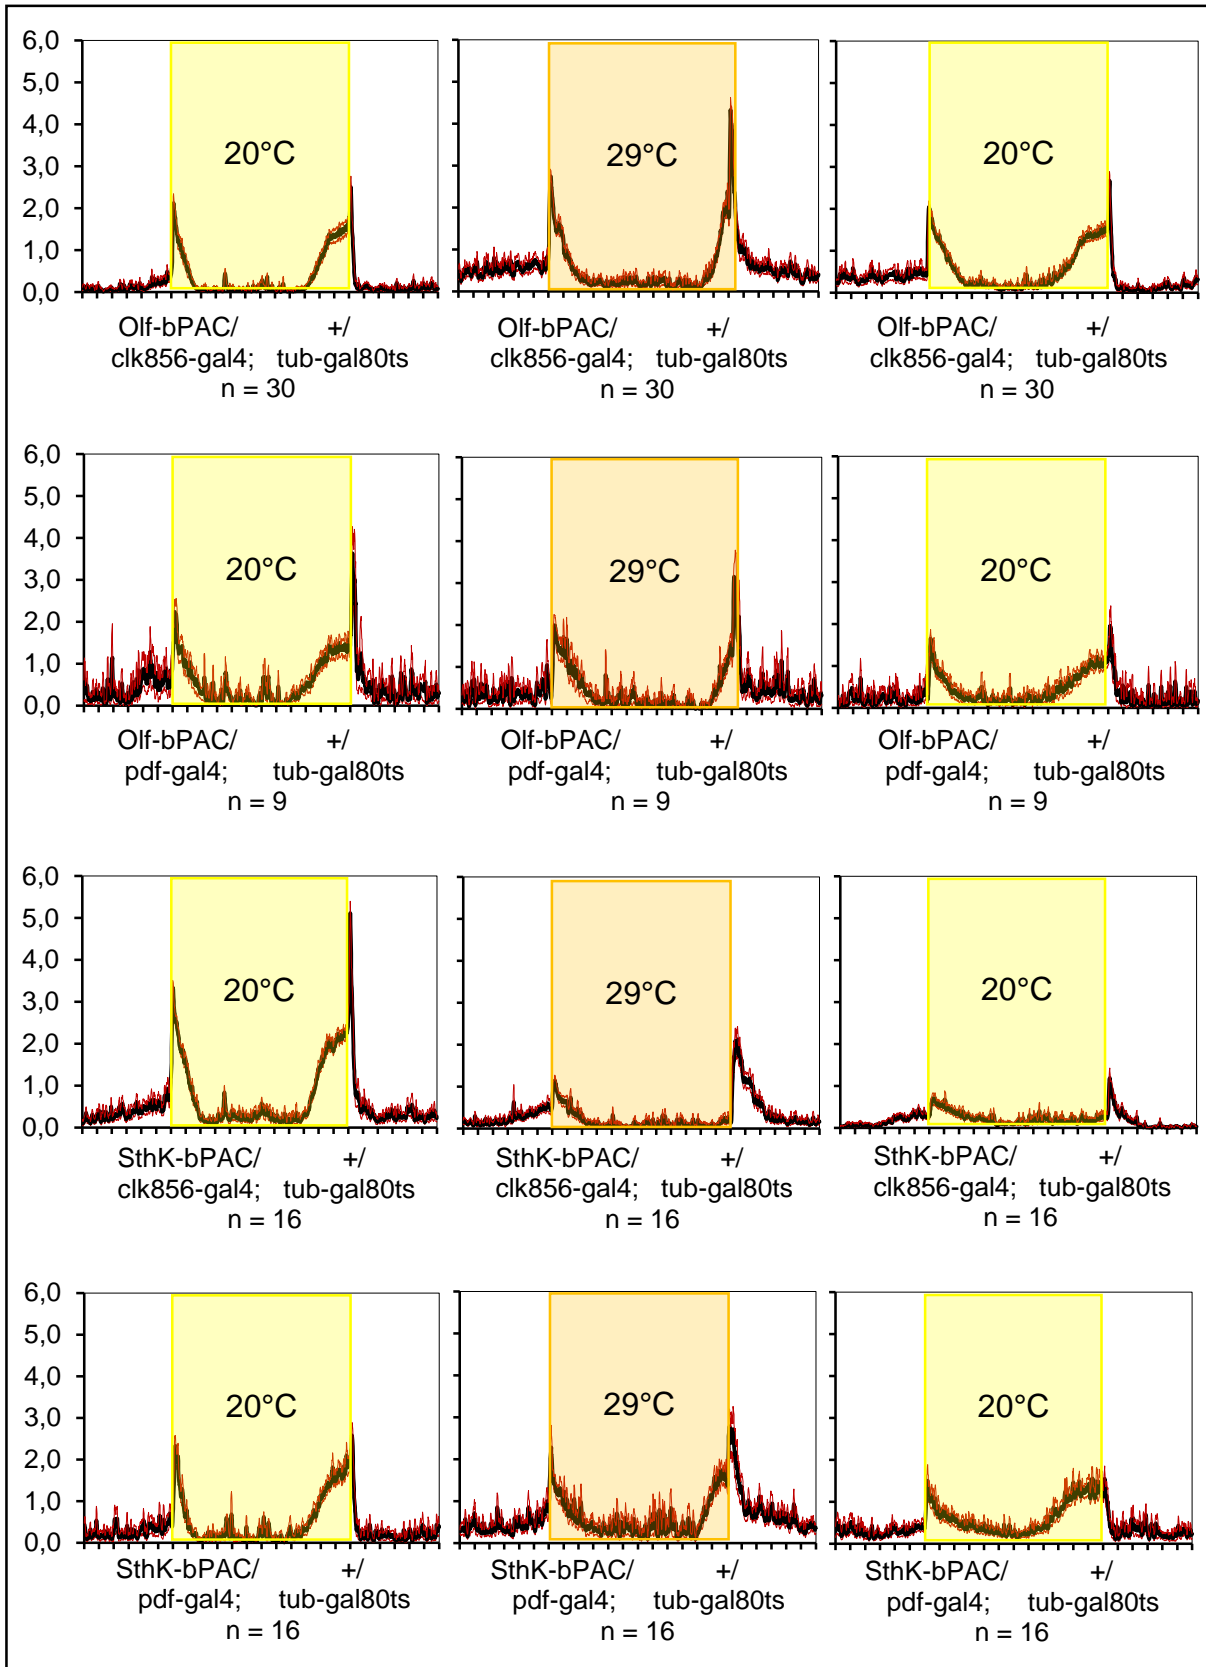 6,0
5,0
4,0
3,0
2,0
1,0
0,0
20°C
29°C
20°C
Olf-bPAC/ +/
clk856-gal4; tub-gal80ts
n = 30
Olf-bPAC/ +/
clk856-gal4; tub-gal80ts
n = 30
Olf-bPAC/ +/
clk856-gal4; tub-gal80ts
n = 30
6,0
5,0
4,0
3,0
2,0
1,0
0,0
20°C
29°C
20°C
Olf-bPAC/ +/
pdf-gal4; tub-gal80ts
n = 9
Olf-bPAC/ +/
pdf-gal4; tub-gal80ts
n = 9
Olf-bPAC/ +/
pdf-gal4; tub-gal80ts
n = 9
6,0
5,0
4,0
3,0
2,0
1,0
0,0
20°C
29°C
20°C
SthK-bPAC/ +/
clk856-gal4; tub-gal80ts
n = 16
SthK-bPAC/ +/
clk856-gal4; tub-gal80ts
n = 16
SthK-bPAC/ +/
clk856-gal4; tub-gal80ts
n = 16
6,0
5,0
4,0
3,0
2,0
1,0
0,0
20°C
29°C
20°C
SthK-bPAC/ +/
pdf-gal4; tub-gal80ts
n = 16
SthK-bPAC/ +/
pdf-gal4; tub-gal80ts
n = 16
SthK-bPAC/ +/
pdf-gal4; tub-gal80ts
n = 16